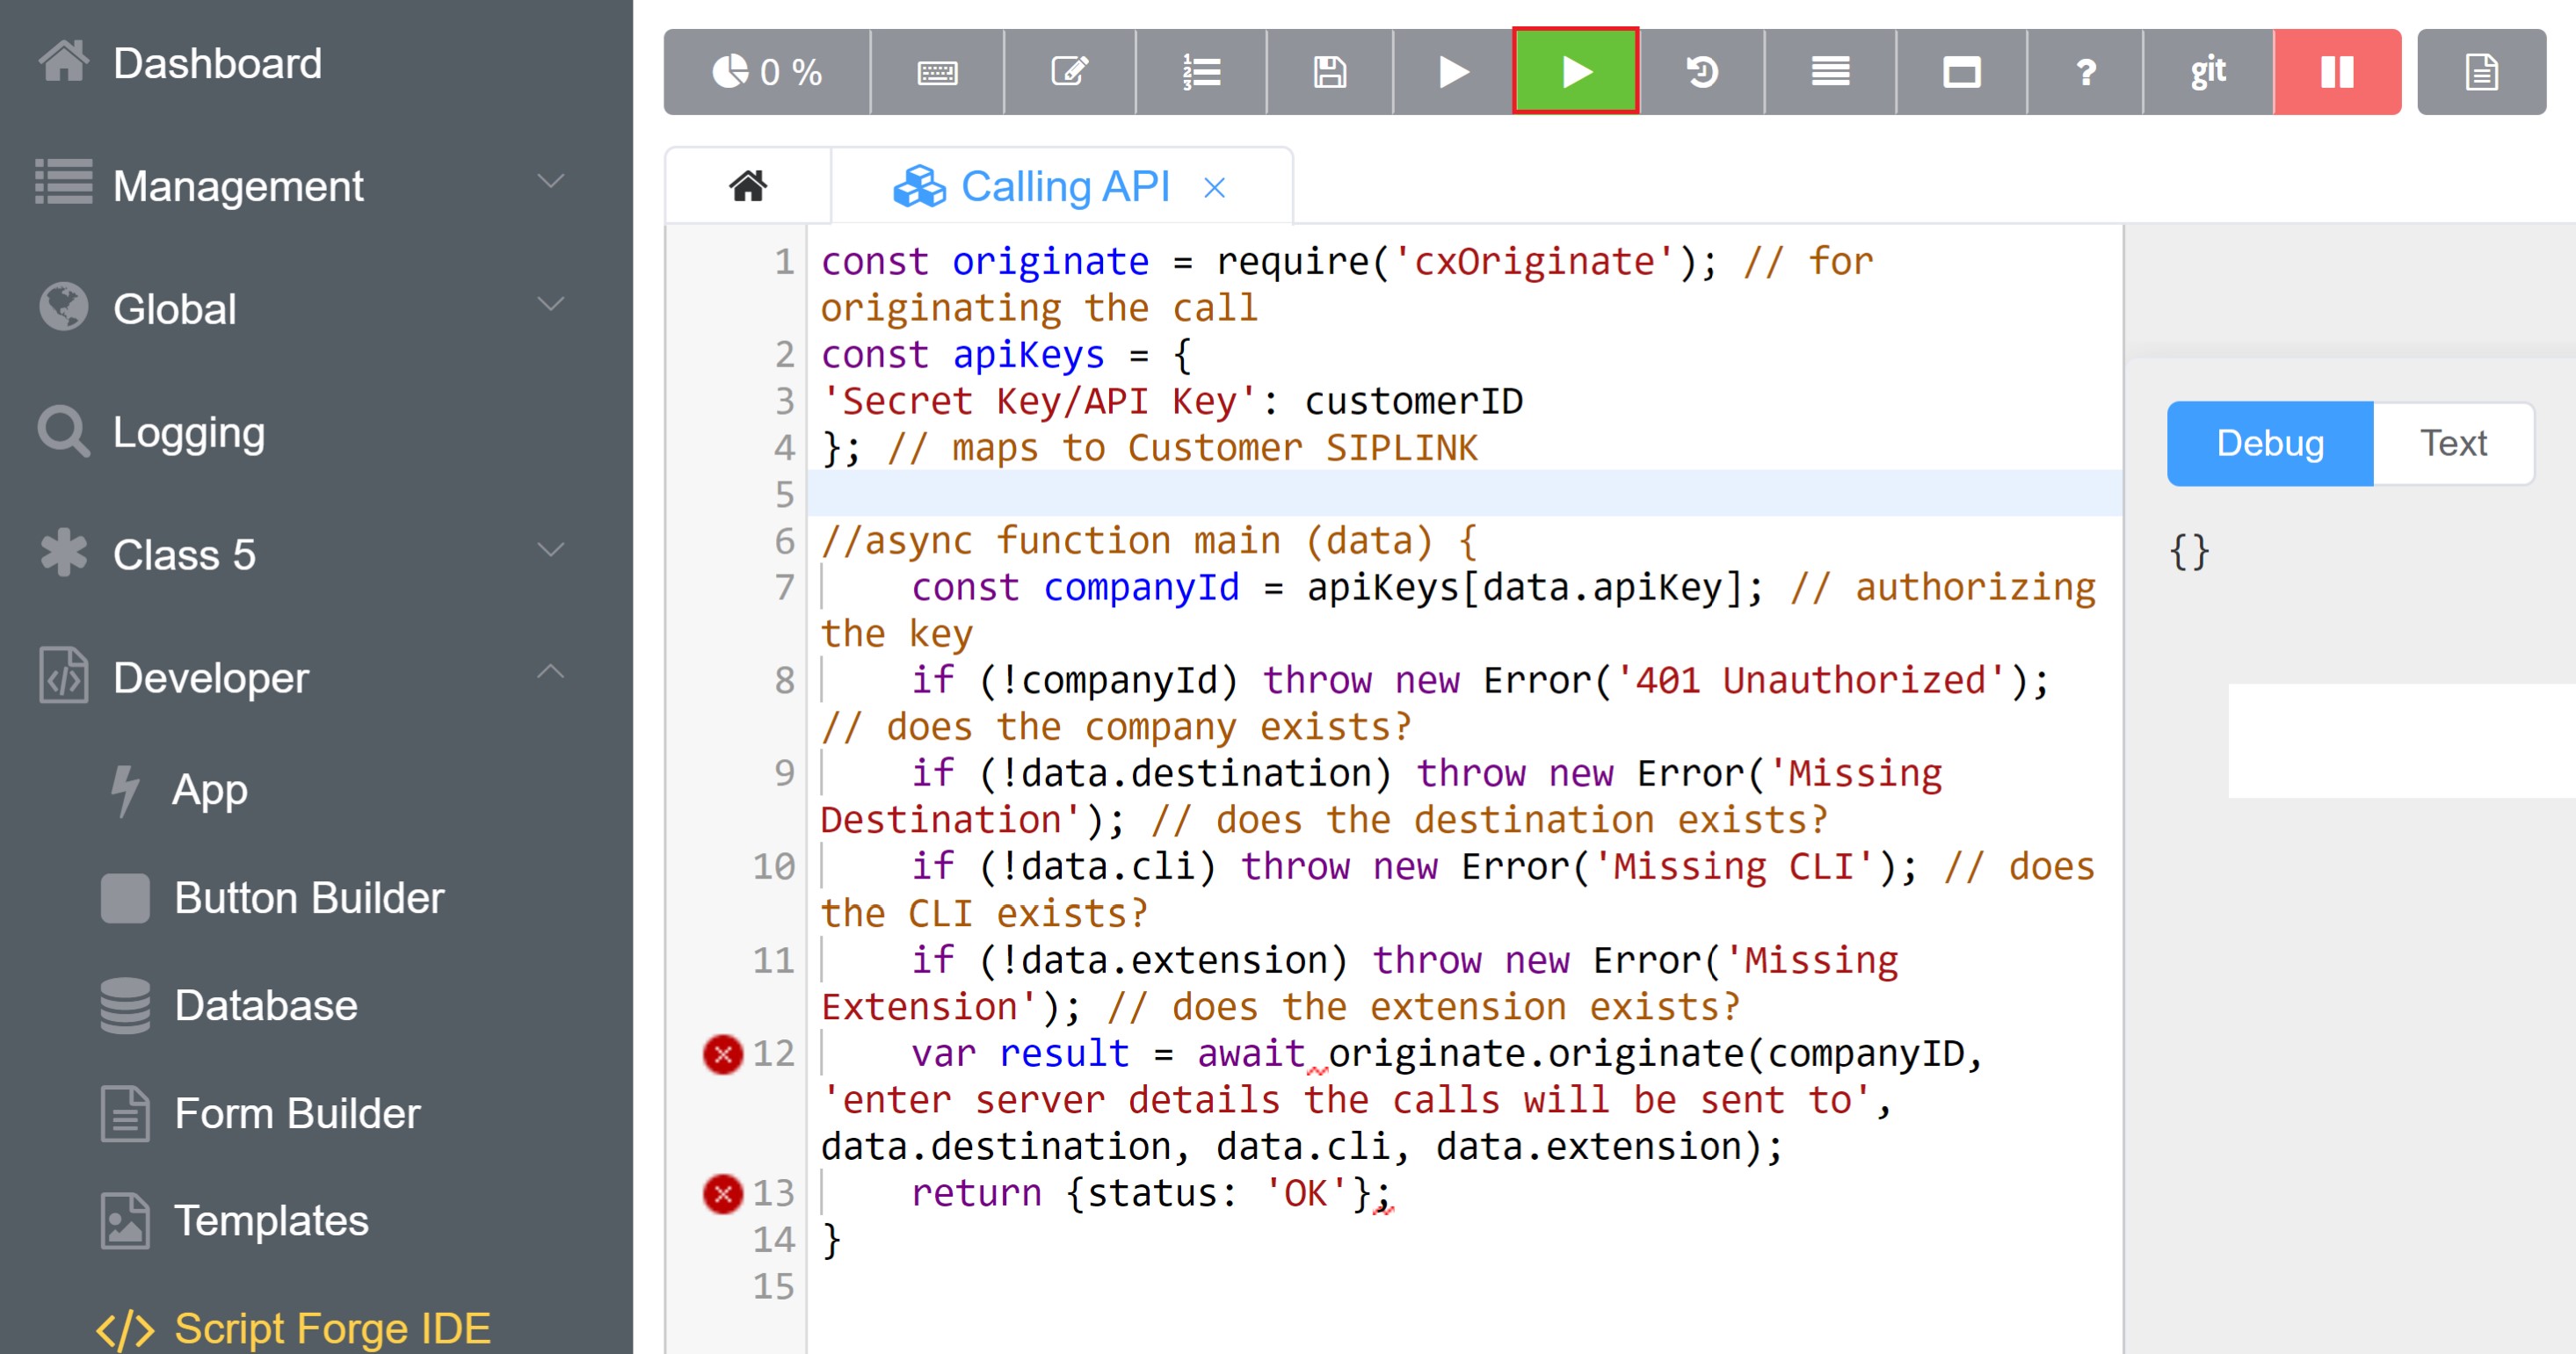 Dashboard
Management
Global
Logging
Class 5
Developer
App
Button Builder
Database
Form Builder
Templates
</> Script Forge IDE
0 %
?
git
Calling API ×
1 const originate = require('cxOriginate'); // for
originating the call
2 const apiKeys = {
3 'Secret Key/API Key': customerID
4 }; // maps to Customer SIPLINK
5
6 //async function main (data) {
7     const companyId = apiKeys[data.apiKey]; // authorizing
the key
8     if (!companyId) throw new Error('401 Unauthorized');
// does the company exists?
9     if (!data.destination) throw new Error('Missing
Destination'); // does the destination exists?
10     if (!data.cli) throw new Error('Missing CLI'); // does
the CLI exists?
11     if (!data.extension) throw new Error('Missing
Extension'); // does the extension exists?
12     var result = await originate.originate(companyID,
'enter server details the calls will be sent to',
data.destination, data.cli, data.extension);
13     return {status: 'OK'};
14 }
15
Debug
Text
{}